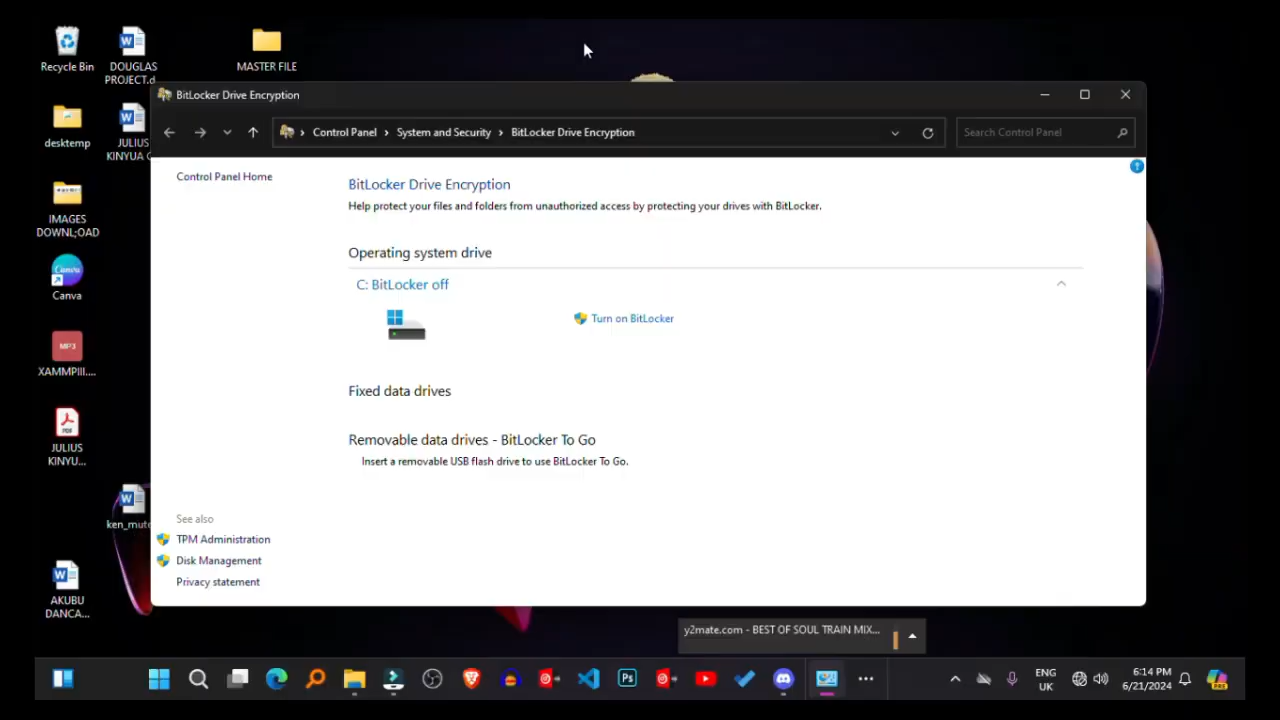 Recycle Bin
DOUGLAS
PROJECT.d
MASTER FILE
desktemp
JULIUS
KINYUA
IMAGES
DOWNL;OAD
Canva
Canva
MP3
XAMMPIII....
PDF
JULIUS
KINYU...
ken_mute
AKUBU
DANCA...
BitLocker Drive Encryption
Control Panel
System and Security
BitLocker Drive Encryption
Search Control Panel
Control Panel Home
BitLocker Drive Encryption
Help protect your files and folders from unauthorized access by protecting your drives with BitLocker.
Operating system drive
C: BitLocker off
Turn on BitLocker
Fixed data drives
Removable data drives - BitLocker To Go
Insert a removable USB flash drive to use BitLocker To Go.
See also
TPM Administration
Disk Management
Privacy statement
y2mate.com - BEST OF SOUL TRAIN MIX...
Ps
ENG
UK
6:14 PM
6/21/2024